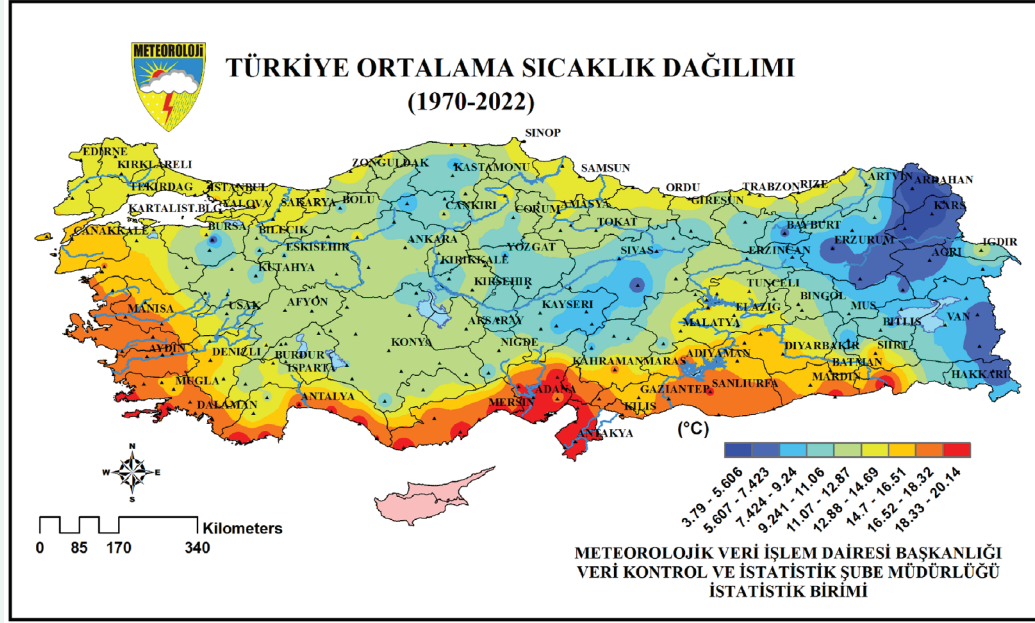 METEOROLOJİ
TÜRKİYE ORTALAMA SICAKLIK DAĞILIMI
(1970-2022)
SINOP
EDIRNE
KIRKLARELI
ZONGULDAK
KASTAMONU
SAMSUN
TEKIRDAG
ISTANBUL
ORDU
TRABZON
RIZE
ARTVIN
ARDAHAN
KARTALIST.BLG
YALOVA
SAKARYA
BOLU
CANKIRI
CORUM
AMASYA
GIRESUN
KARS
CANAKKALE
BURSA
BILECIK
TOKAT
BAYBURT
ESKISEHIR
ANKARA
YOZGAT
SIVAS
ERZINCAN
ERZURUM
IGDIR
AGRI
KUTAHYA
KIRIKKALE
KIRSEHIR
TUNCELI
MANISA
USAK
AFYON
KAYSERI
ELAZIG
BINGOL
MUS
AKSARAY
MALATYA
BITLIS
VAN
AYDIN
DENIZLI
BURDUR
KONYA
NIGDE
DIYARBAKIR
SIIRT
ISPARTA
KAHRAMANMARAS
ADIYAMAN
BATMAN
MUGLA
ADANA
GAZIANTEP
SANLIURFA
MARDIN
HAKKARI
DALAMAN
ANTALYA
MERSIN
KILIS
ANTAKYA
(°C)
3.79 - 5.606
5.607 - 7.423
7.424 - 9.24
9.241 - 11.06
11.07 - 12.87
12.88 - 14.69
14.7 - 16.51
16.52 - 18.32
18.33 - 20.14
N
W E
S
Kilometers
0 85 170 340
METEOROLOJİK VERİ İŞLEM DAİRESİ BAŞKANLIĞI
VERİ KONTROL VE İSTATİSTİK ŞUBE MÜDÜRLÜĞÜ
İSTATİSTİK BİRİMİ